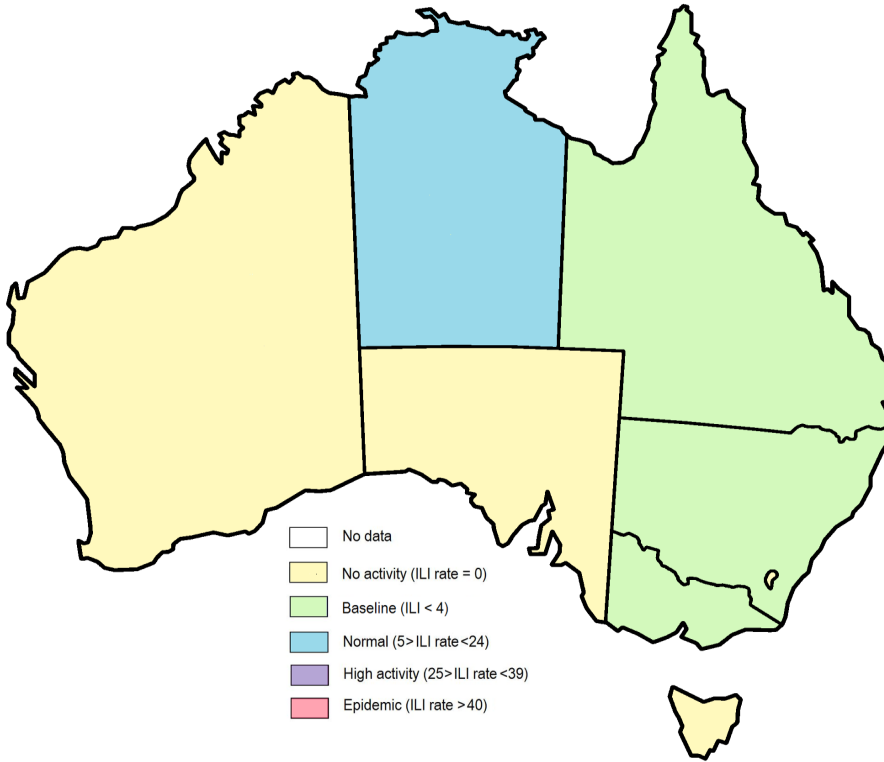 No data
No activity (ILI rate = 0)
Baseline (ILI < 4)
Normal (5> ILI rate <24)
High activity (25> ILI rate <39)
Epidemic (ILI rate >40)